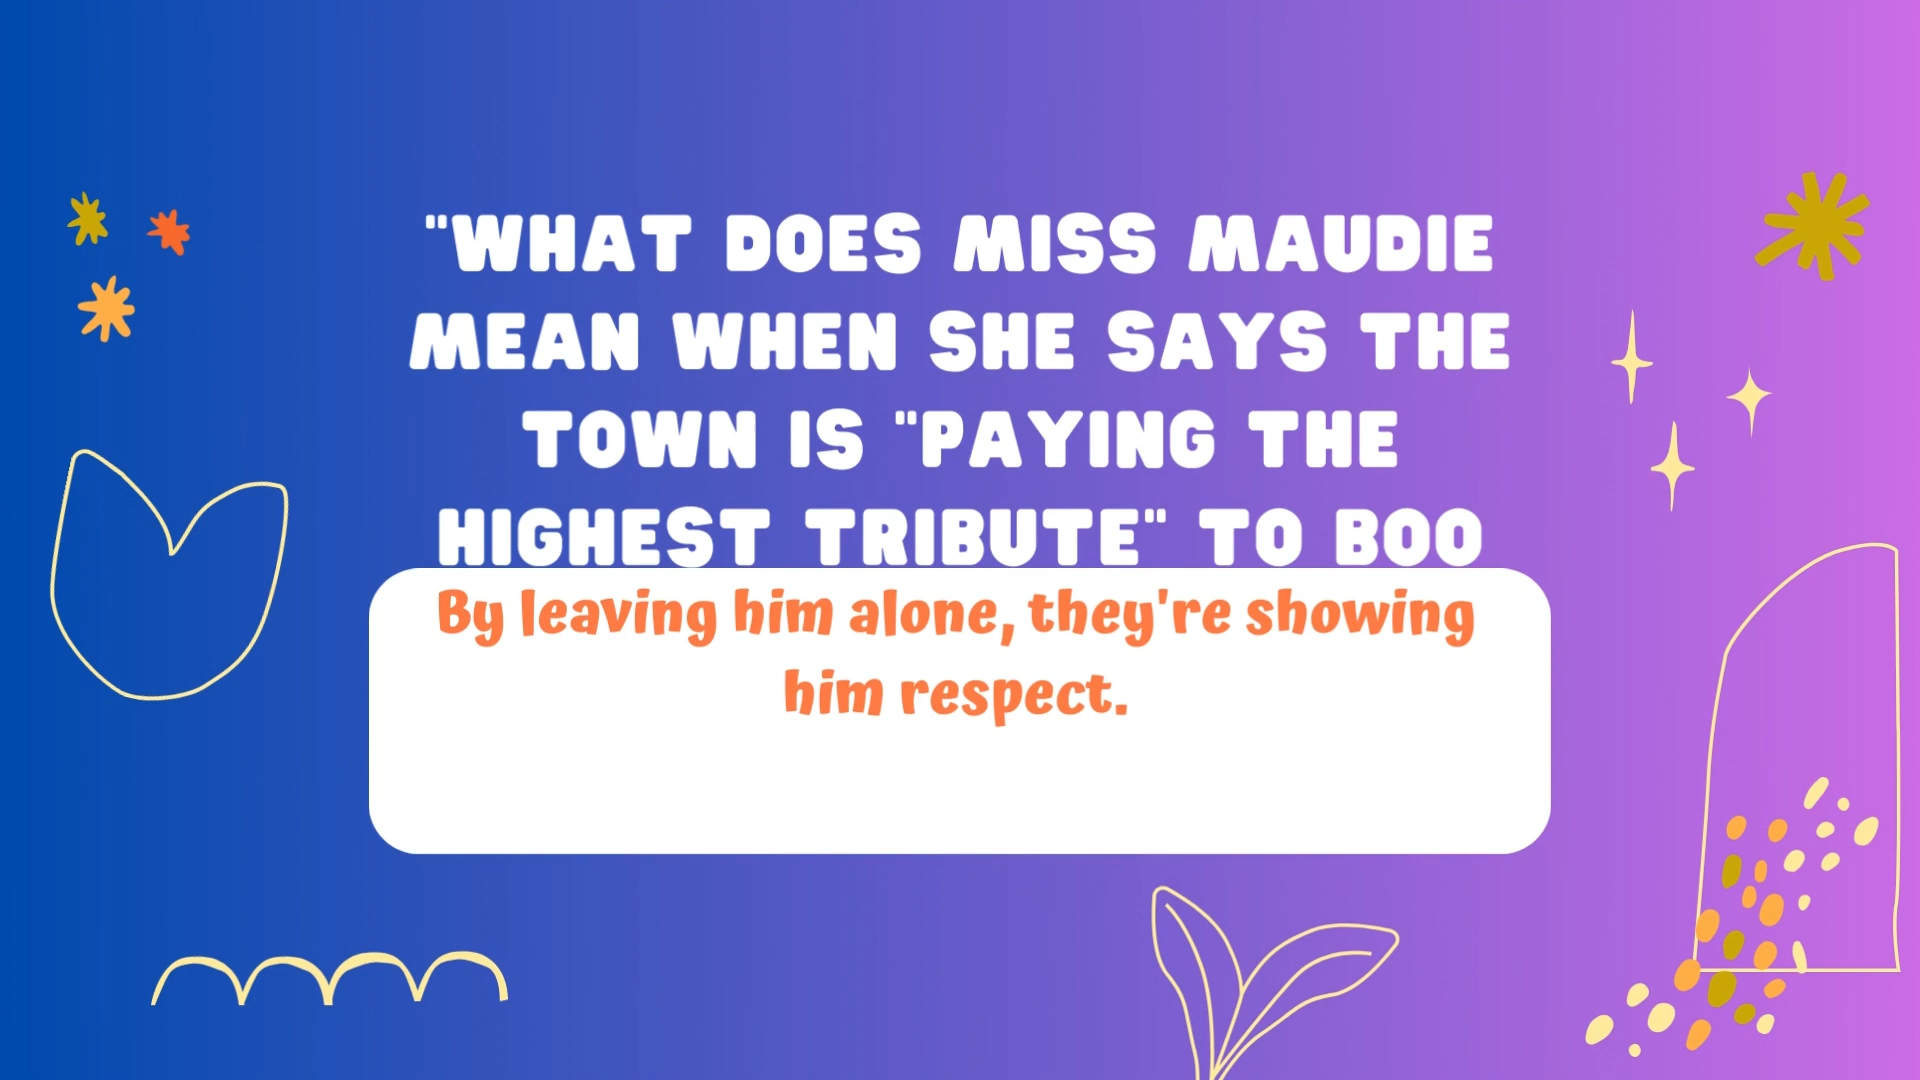 "WHAT DOES MISS MAUDIE
MEAN WHEN SHE SAYS THE
TOWN IS "PAYING THE
HIGHEST TRIBUTE" TO BOO
By leaving him alone, they're showing
him respect.